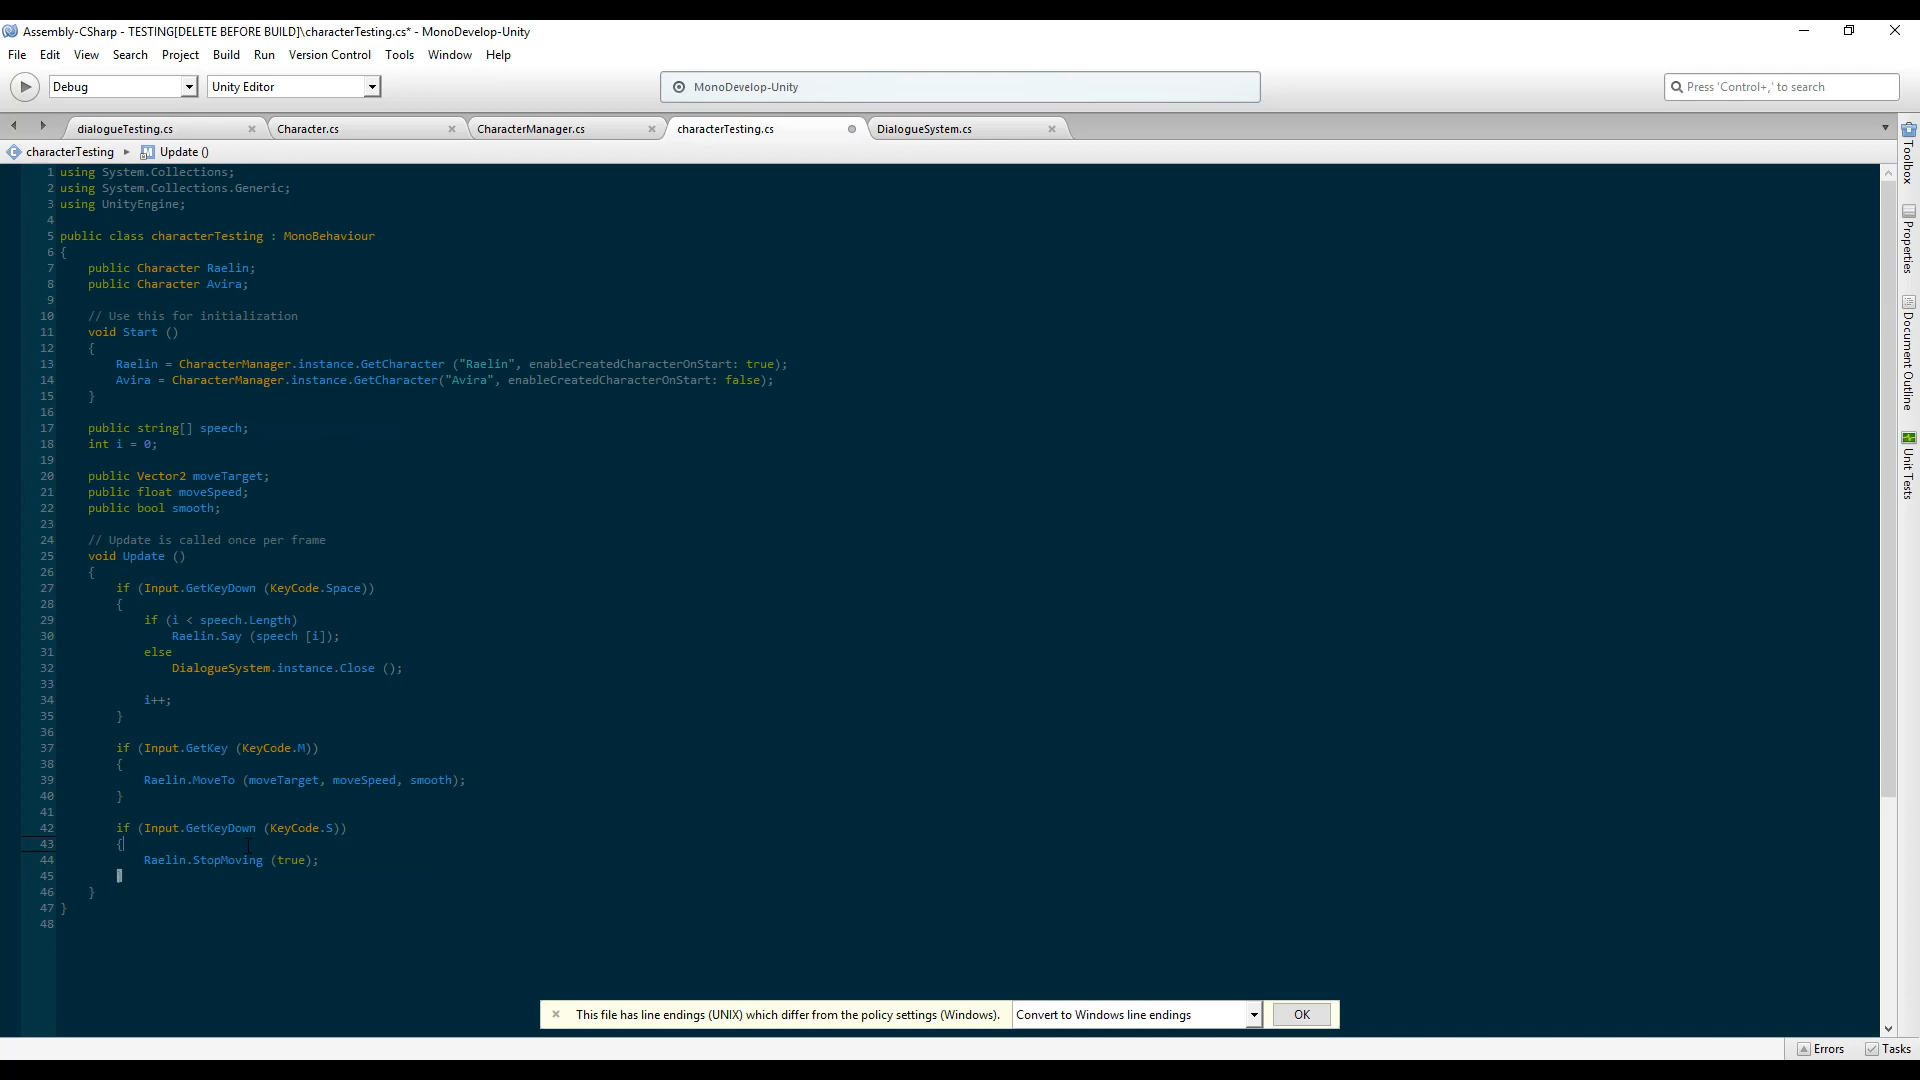 Assembly-CSharp - TESTING[DELETE BEFORE BUILD]\characterTesting.cs* - MonoDevelop-Unity
File Edit View Search Project Build Run Version Control Tools Window Help
Debug Unity Editor MonoDevelop-Unity Press 'Control+,' to search
dialogueTesting.cs Character.cs CharacterManager.cs characterTesting.cs DialogueSystem.cs
characterTesting Update ()
1 using System.Collections;
2 using System.Collections.Generic;
3 using UnityEngine;
4
5 public class characterTesting : MonoBehaviour
6 {
7 public Character Raelin;
8 public Character Avira;
9
10 // Use this for initialization
11 void Start ()
12 {
13 Raelin = CharacterManager.instance.GetCharacter ("Raelin", enableCreatedCharacterOnStart: true);
14 Avira = CharacterManager.instance.GetCharacter("Avira", enableCreatedCharacterOnStart: false);
15 }
16
17 public string[] speech;
18 int i = 0;
19
20 public Vector2 moveTarget;
21 public float moveSpeed;
22 public bool smooth;
23
24 // Update is called once per frame
25 void Update ()
26 {
27 if (Input.GetKeyDown (KeyCode.Space))
28 {
29 if (i < speech.Length)
30 Raelin.Say (speech [i]);
31 else
32 DialogueSystem.instance.Close ();
33
34 i++;
35 }
36
37 if (Input.GetKey (KeyCode.M))
38 {
39 Raelin.MoveTo (moveTarget, moveSpeed, smooth);
40 }
41
42 if (Input.GetKeyDown (KeyCode.S))
43 {
44 Raelin.StopMoving (true);
45 }
46 }
47 }
48
Toolbox
Properties
Document Outline
Unit Tests
This file has line endings (UNIX) which differ from the policy settings (Windows). Convert to Windows line endings OK
Errors Tasks